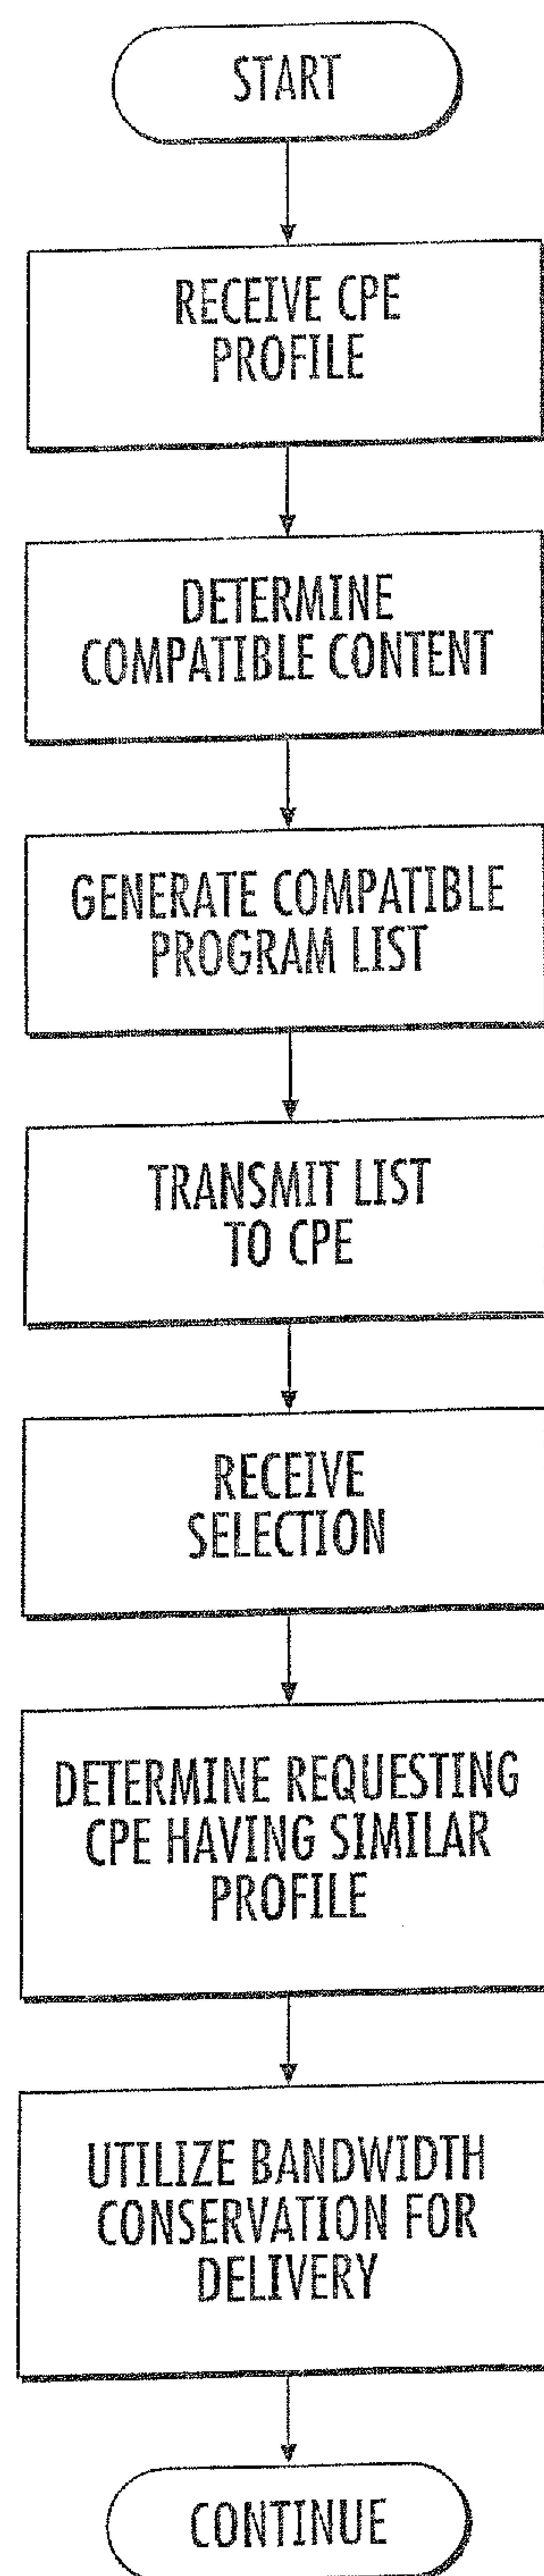 START
RECEIVE CPE
PROFILE
DETERMINE
COMPATIBLE CONTENT
GENERATE COMPATIBLE
PROGRAM LIST
TRANSMIT LIST
TO CPE
RECEIVE
SELECTION
DETERMINE REQUESTING
CPE HAVING SIMILAR
PROFILE
UTILIZE BANDWIDTH
CONSERVATION FOR
DELIVERY
CONTINUE